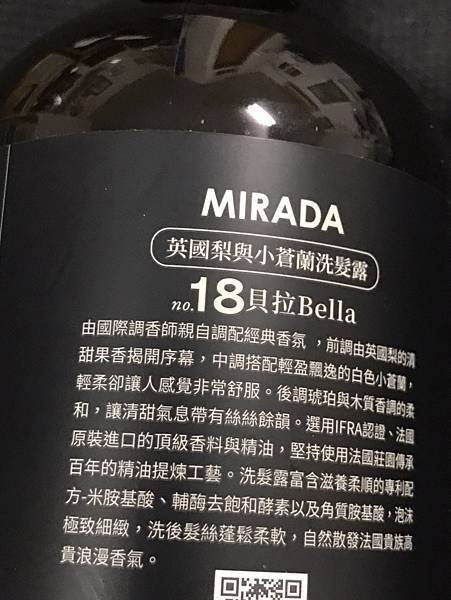 MIRADA
英國梨與小蒼蘭洗髮露
no.18貝拉Bella
由國際調香師親自調配經典香氛，前調由英國梨的清
甜果香揭開序幕，中調搭配輕盈飄逸的白色小蒼蘭，
輕柔卻讓人感覺非常舒服。後調琥珀與木質香調的柔
和，讓清甜氣息帶有絲絲餘韻。選用IFRA認證、法國
原裝進口的頂級香料與精油，堅持使用法國莊園傳承
百年的精油提煉工藝。洗髮露富含滋養柔順的專利配
方-米胺基酸、輔酶去飽和酵素以及角質胺基酸，泡沫
極致細緻，洗後髮絲蓬鬆柔軟，自然散發法國貴族高
貴浪漫香氣。